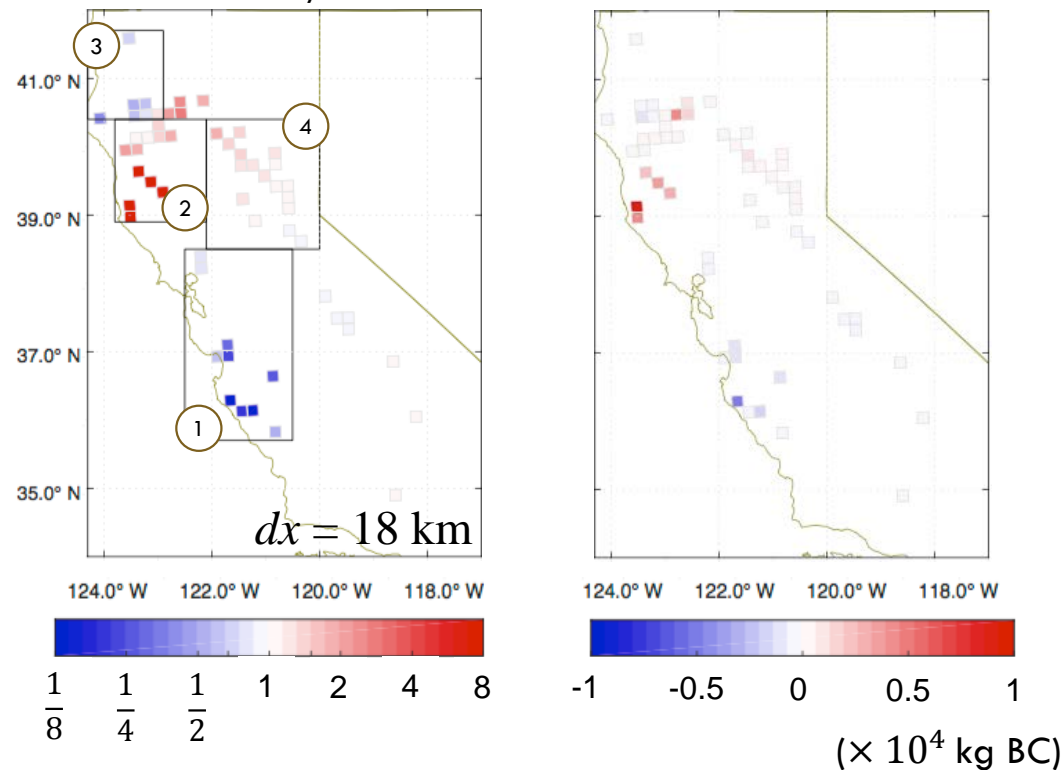 3
4
2
1
41.0° N
39.0° N
37.0° N
35.0° N
dx = 18 km
124.0° W 122.0° W 120.0° W 118.0° W
124.0° W 122.0° W 120.0° W 118.0° W
1/8 1/4 1/2 1 2 4 8
-1 -0.5 0 0.5 1
(× 10⁴ kg BC)